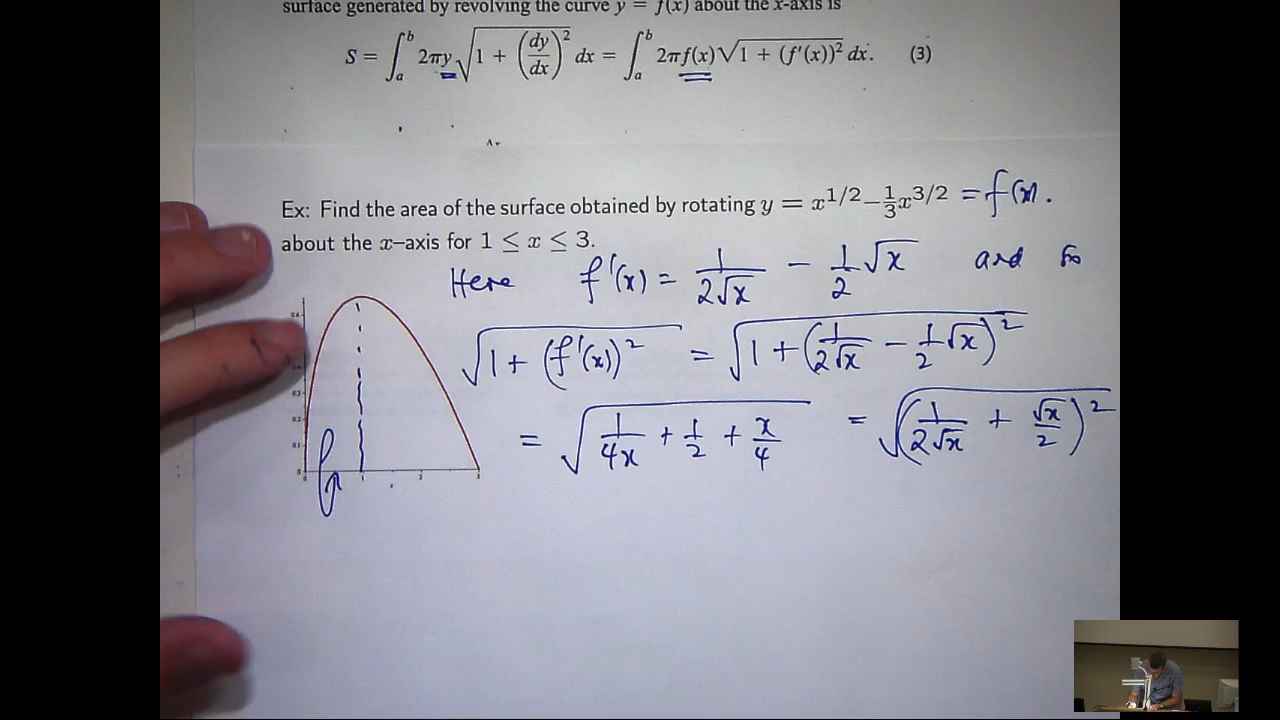 surface generated by revolving the curve y = f(x) about the x-axis is
S = ∫_a^b 2πy √(1 + (dy/dx)²) dx = ∫_a^b 2πf(x)√(1 + (f′(x))²) dx. (3)
Ex: Find the area of the surface obtained by rotating y = x^{1/2} − 1/3 x^{3/2} = f(x).
about the x–axis for 1 ≤ x ≤ 3.
Here f′(x) = 1/(2√x) − 1/2 √x and so
√(1 + (f′(x))²) = √(1 + (1/(2√x) − 1/2 √x)²)
= √(1/(4x) + 1/2 + x/4) = √((1/(2√x) + √x/2)²)